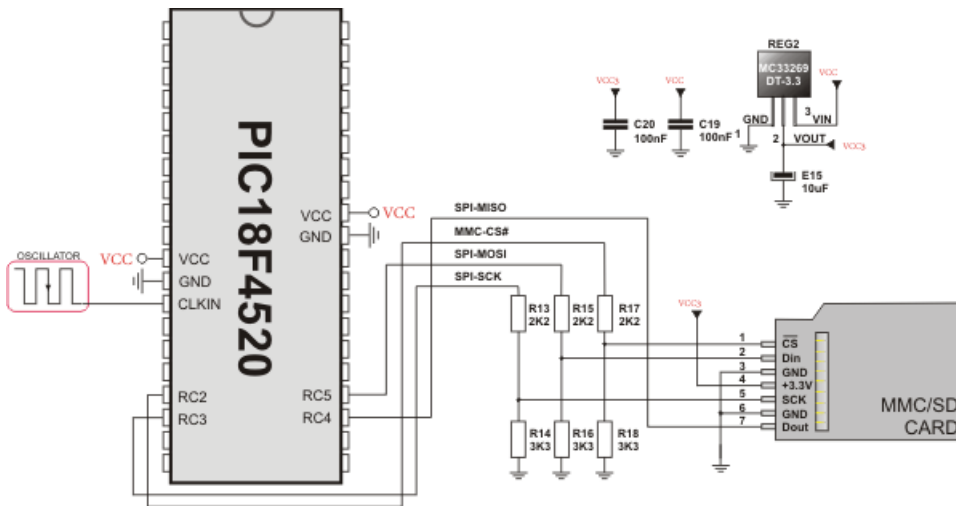 REG2
MC33269
DT-3.3
VCC3
VCC
VCC
C20
100nF
C19
100nF
GND
1
3
VIN
2
VOUT
VCC3
E15
10uF
PIC18F4520
VCC
VCC
GND
OSCILLATOR
VCC
VCC
GND
CLKIN
RC2
RC3
RC5
RC4
SPI-MISO
MMC-CS#
SPI-MOSI
SPI-SCK
R13
2K2
R15
2K2
R17
2K2
R14
3K3
R16
3K3
R18
3K3
VCC3
1 CS
2 Din
3 GND
4 +3.3V
5 SCK
6 GND
7 Dout
MMC/SD
CARD